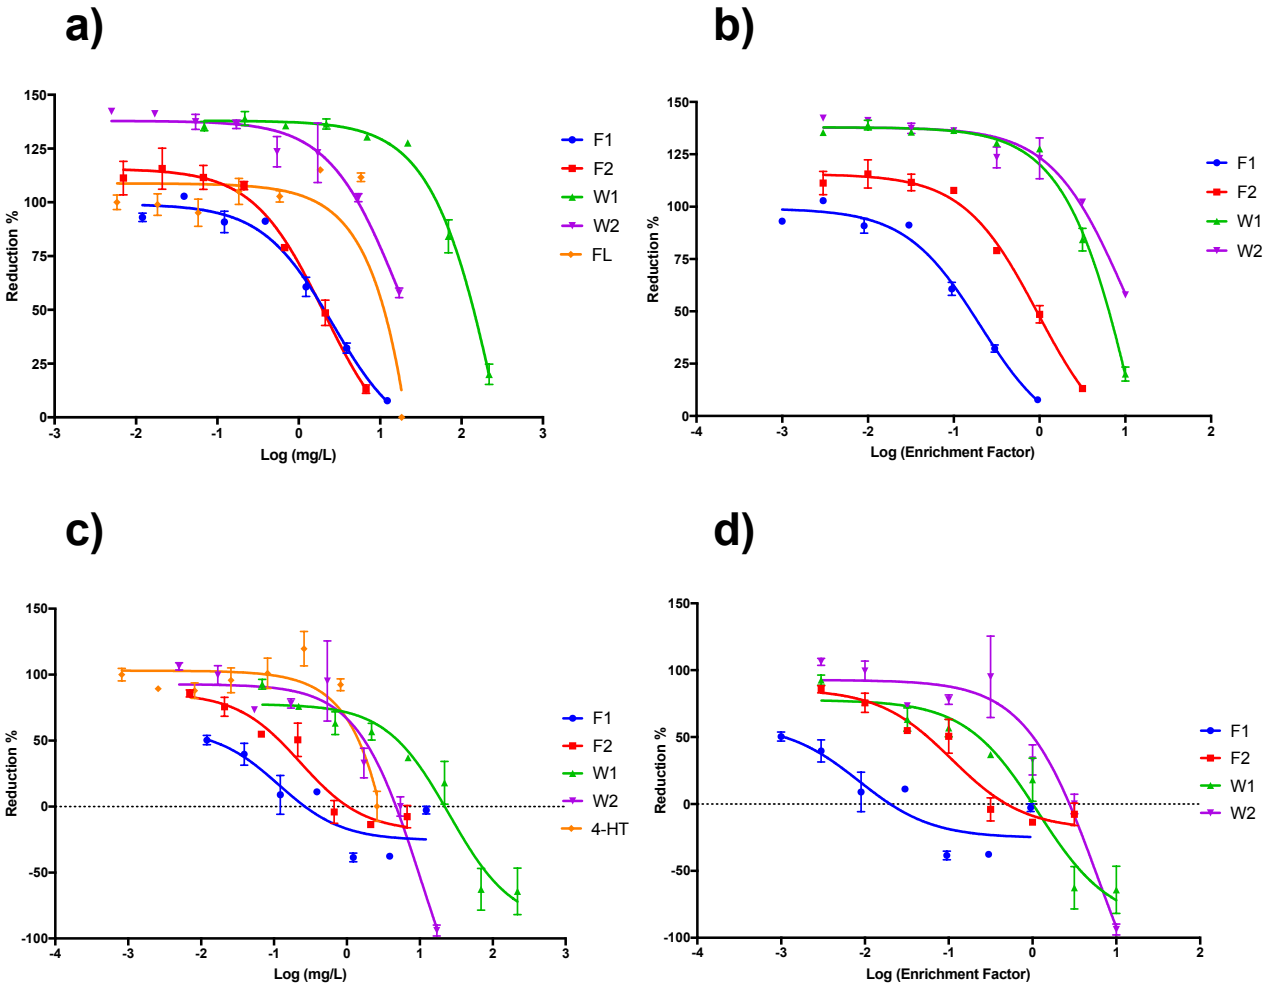 a)
150
125
100
75
50
25
0
-3
-2
-1
0
1
2
3
Reduction %
Log (mg/L)
F1
F2
W1
W2
FL
b)
150
125
100
75
50
25
0
-4
-3
-2
-1
0
1
2
Reduction %
Log (Enrichment Factor)
F1
F2
W1
W2
c)
150
100
50
0
-50
-100
-4
-3
-2
-1
0
1
2
3
Reduction %
Log (mg/L)
F1
F2
W1
W2
4-HT
d)
150
100
50
0
-50
-100
-4
-3
-2
-1
0
1
2
Reduction %
Log (Enrichment Factor)
F1
F2
W1
W2